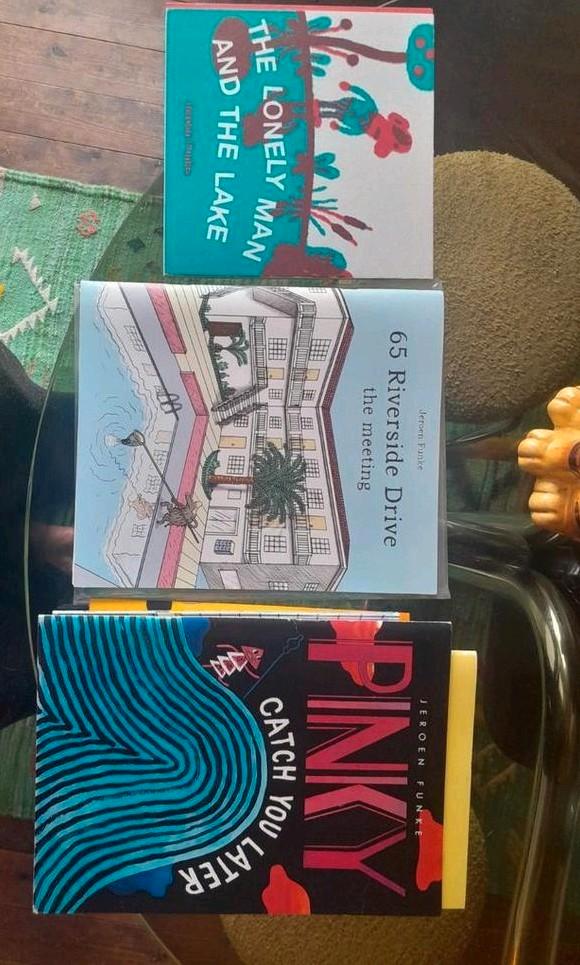 THE LONELY MAN
AND THE LAKE
Jeroen Funke
65 Riverside Drive
the meeting
JEROEN FUNKE
PINKY
CATCH YOU LATER